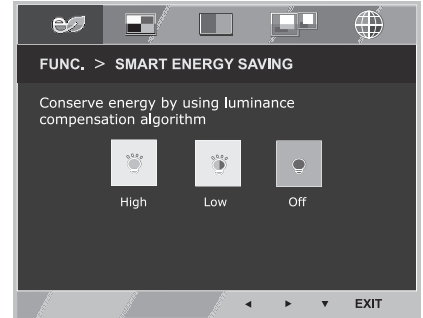 FUNC. > SMART ENERGY SAVING
Conserve energy by using luminance
compensation algorithm
High Low Off
◄ ► ▼ EXIT